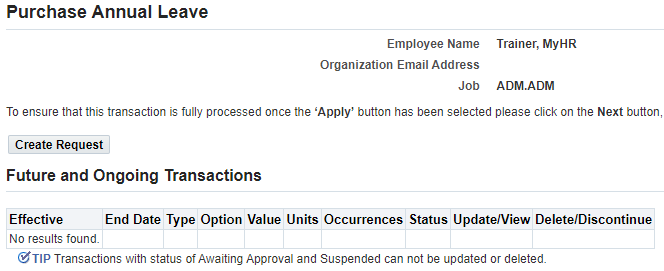 Purchase Annual Leave
Employee Name Trainer, MyHR
Organization Email Address
Job ADM.ADM
To ensure that this transaction is fully processed once the ‘Apply’ button has been selected please click on the Next button,
Create Request
Future and Ongoing Transactions
Effective End Date Type Option Value Units Occurrences Status Update/View Delete/Discontinue
No results found.
TIP Transactions with status of Awaiting Approval and Suspended can not be updated or deleted.